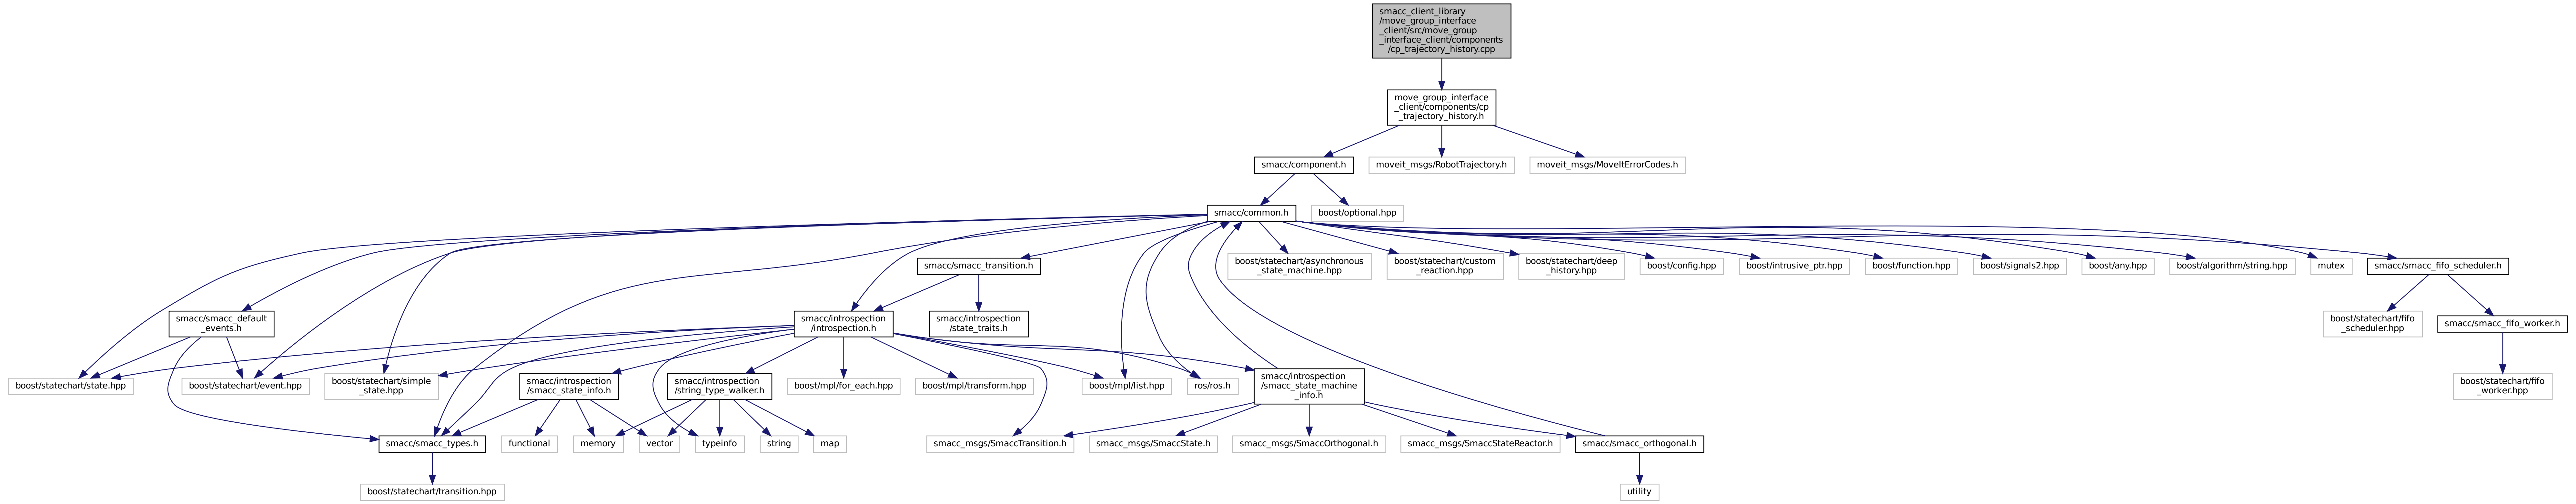 smacc_client_library
/move_group_interface
_client/src/move_group
_interface_client/components
/cp_trajectory_history.cpp
move_group_interface
_client/components/cp
_trajectory_history.h
smacc/component.h
moveit_msgs/RobotTrajectory.h
moveit_msgs/MoveItErrorCodes.h
smacc/common.h
boost/optional.hpp
smacc/smacc_transition.h
boost/statechart/asynchronous
_state_machine.hpp
boost/statechart/custom
_reaction.hpp
boost/statechart/deep
_history.hpp
boost/config.hpp
boost/intrusive_ptr.hpp
boost/function.hpp
boost/signals2.hpp
boost/any.hpp
boost/algorithm/string.hpp
mutex
smacc/smacc_fifo_scheduler.h
smacc/smacc_default
_events.h
smacc/introspection
/introspection.h
smacc/introspection
/state_traits.h
boost/statechart/fifo
_scheduler.hpp
smacc/smacc_fifo_worker.h
boost/statechart/state.hpp
boost/statechart/event.hpp
boost/statechart/simple
_state.hpp
smacc/introspection
/smacc_state_info.h
smacc/introspection
/string_type_walker.h
boost/mpl/for_each.hpp
boost/mpl/transform.hpp
boost/mpl/list.hpp
ros/ros.h
smacc/introspection
/smacc_state_machine
_info.h
boost/statechart/fifo
_worker.hpp
smacc/smacc_types.h
functional
memory
vector
typeinfo
string
map
smacc_msgs/SmaccTransition.h
smacc_msgs/SmaccState.h
smacc_msgs/SmaccOrthogonal.h
smacc_msgs/SmaccStateReactor.h
smacc/smacc_orthogonal.h
boost/statechart/transition.hpp
utility